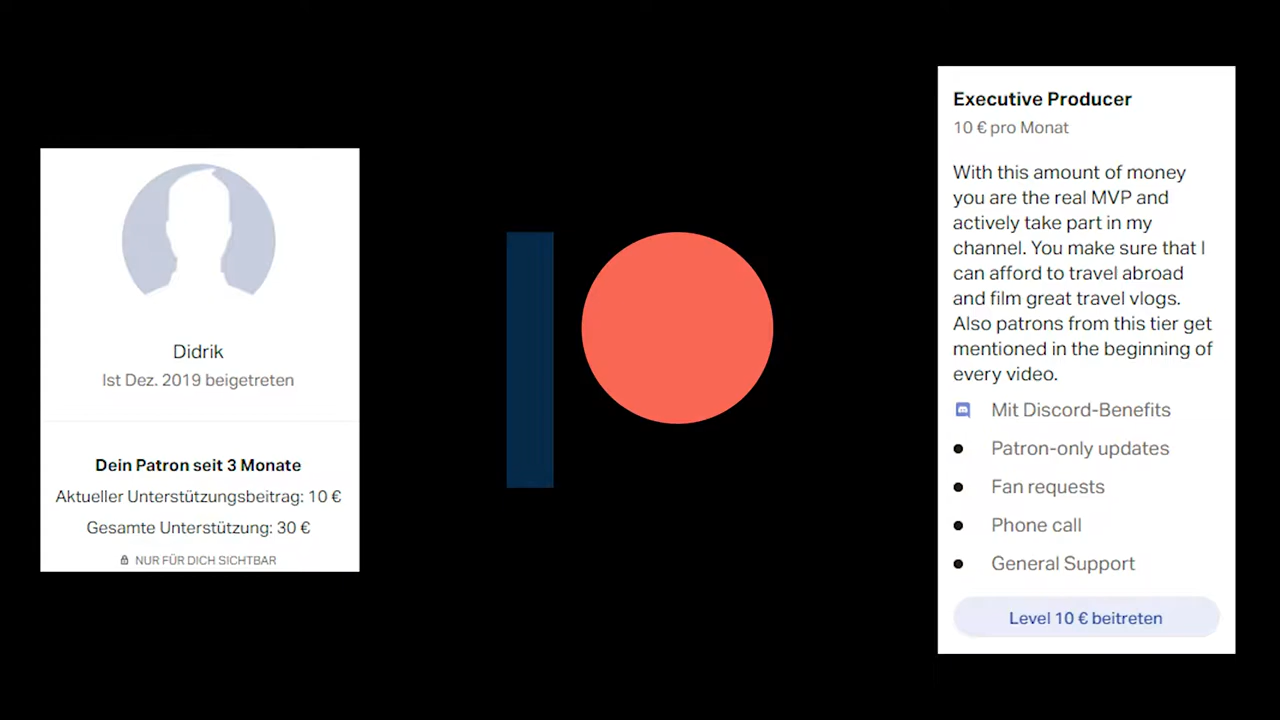 Didrik
Ist Dez. 2019 beigetreten
Dein Patron seit 3 Monate
Aktueller Unterstützungsbeitrag: 10 €
Gesamte Unterstützung: 30 €
NUR FÜR DICH SICHTBAR
Executive Producer
10 € pro Monat
With this amount of money
you are the real MVP and
actively take part in my
channel. You make sure that I
can afford to travel abroad
and film great travel vlogs.
Also patrons from this tier get
mentioned in the beginning of
every video.
Mit Discord-Benefits
Patron-only updates
Fan requests
Phone call
General Support
Level 10 € beitreten